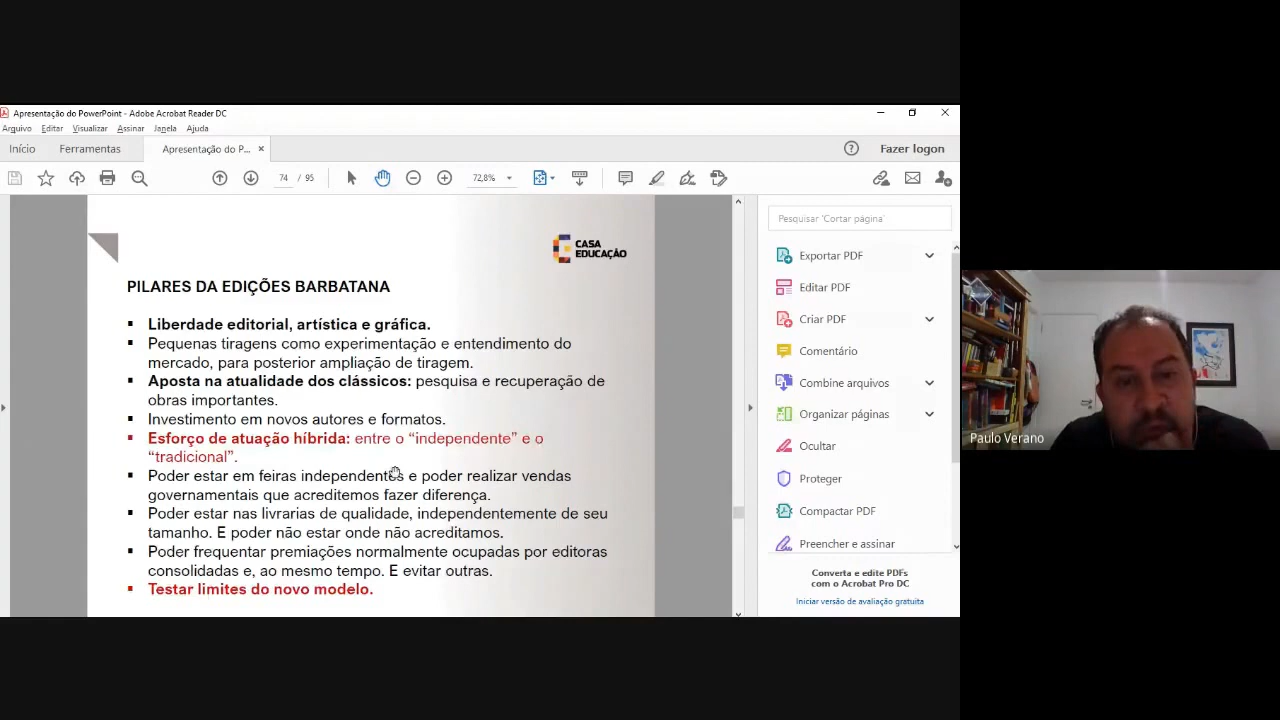 Apresentação do PowerPoint - Adobe Acrobat Reader DC
Arquivo Editar Visualizar Assinar Janela Ajuda
Início Ferramentas Apresentação do P... × Fazer logon
74 / 95 72,8%
CASA
EDUCAÇÃO
PILARES DA EDIÇÕES BARBATANA
▪ Liberdade editorial, artística e gráfica.
▪ Pequenas tiragens como experimentação e entendimento do
mercado, para posterior ampliação de tiragem.
▪ Aposta na atualidade dos clássicos: pesquisa e recuperação de
obras importantes.
▪ Investimento em novos autores e formatos.
▪ Esforço de atuação híbrida: entre o “independente” e o
“tradicional”.
▪ Poder estar em feiras independentes e poder realizar vendas
governamentais que acreditemos fazer diferença.
▪ Poder estar nas livrarias de qualidade, independentemente de seu
tamanho. E poder não estar onde não acreditamos.
▪ Poder frequentar premiações normalmente ocupadas por editoras
consolidadas e, ao mesmo tempo. E evitar outras.
▪ Testar limites do novo modelo.
Pesquisar 'Cortar página'
Exportar PDF
Editar PDF
Criar PDF
Comentário
Combine arquivos
Organizar páginas
Ocultar
Proteger
Compactar PDF
Preencher e assinar
Converta e edite PDFs
com o Acrobat Pro DC
Iniciar versão de avaliação gratuita
Paulo Verano